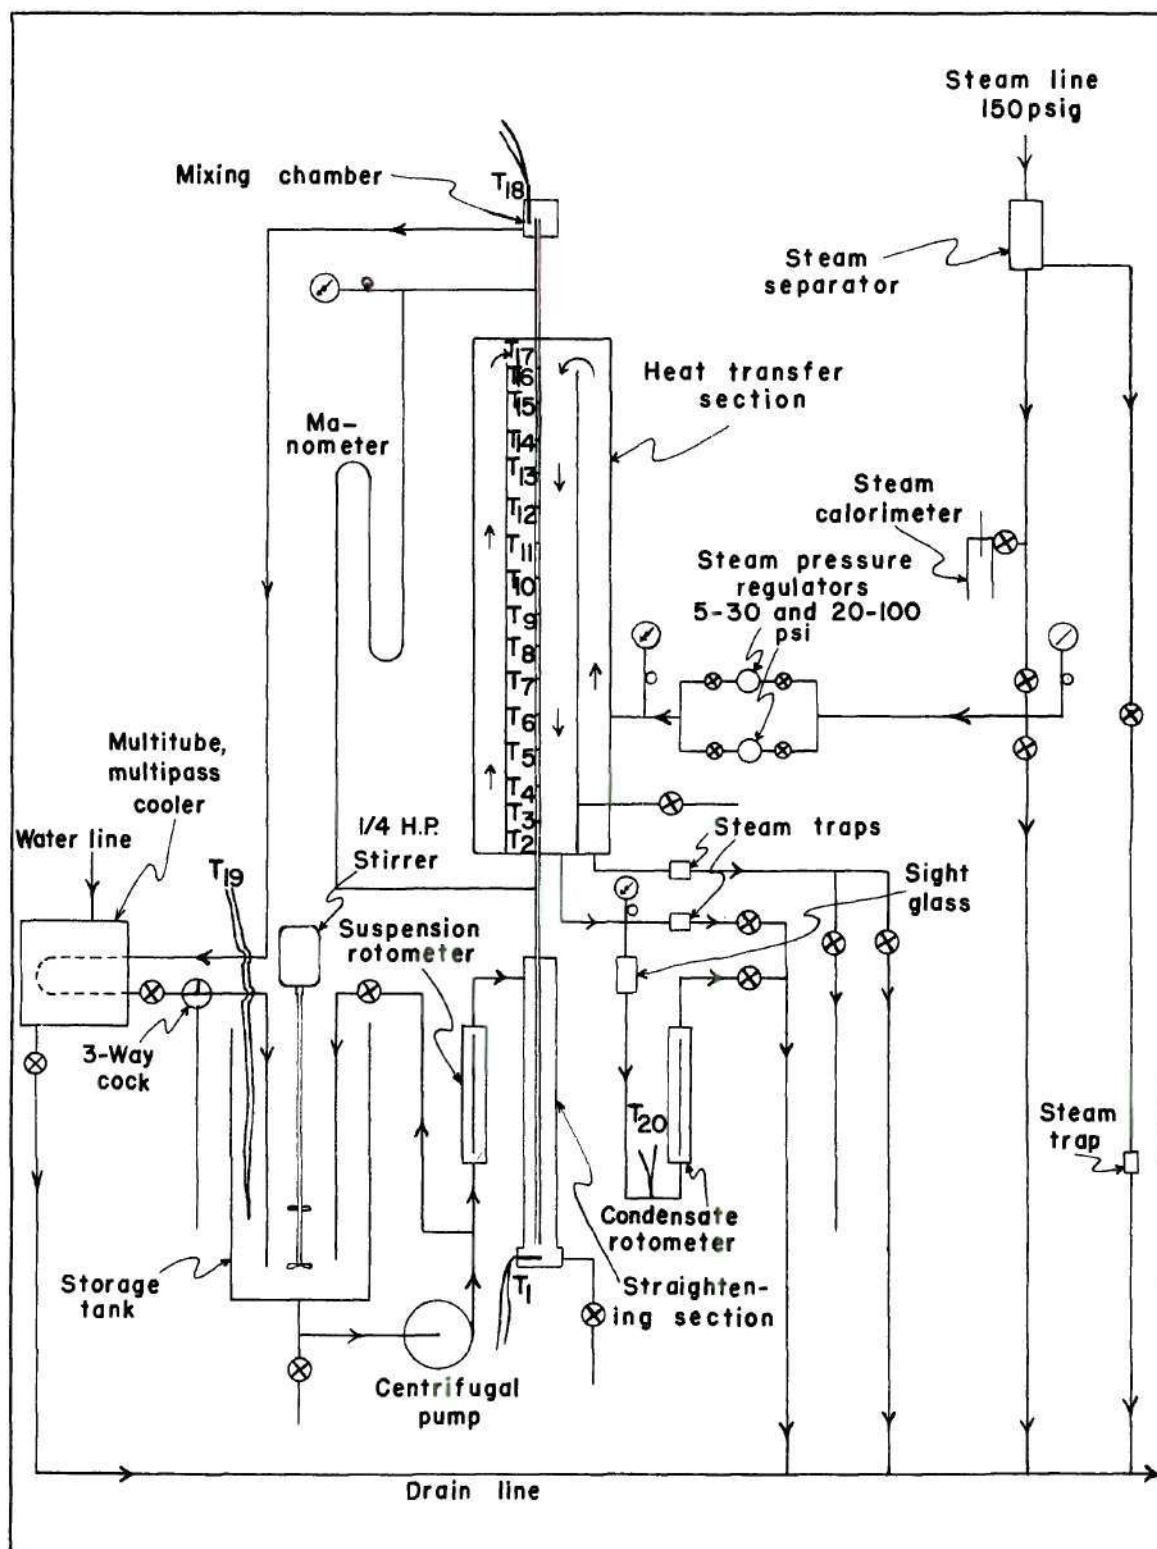 Steam line
150 psig
T18
Mixing chamber
Steam
separator
T17
T16
T15
T14
T13
T12
T11
T10
T9
T8
T7
T6
T5
T4
T3
T2
Heat transfer
section
Ma-
nometer
Steam
calorimeter
Steam pressure
regulators
5-30 and 20-100
psi
Multitube,
multipass
cooler
Water line
1/4 H.P.
Stirrer
T19
Steam traps
Sight
glass
Suspension
rotometer
3-Way
cock
T20
Steam
trap
Condensate
rotometer
Storage
tank
T1
Straighten-
ing section
Centrifugal
pump
Drain line